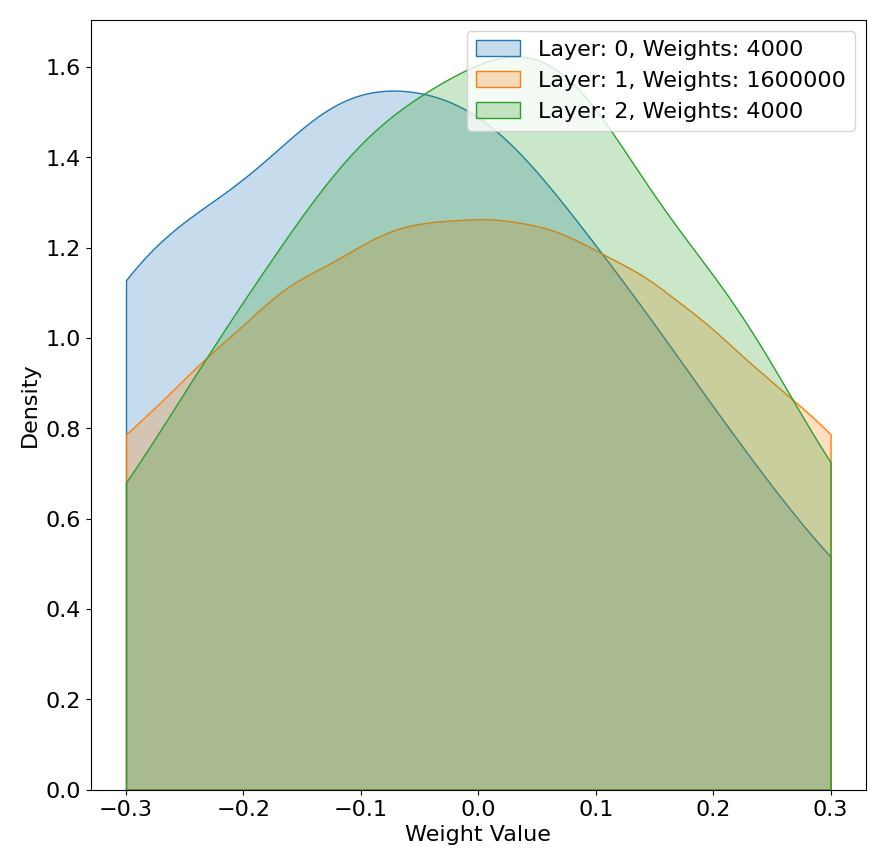 Layer: 0, Weights: 4000
Layer: 1, Weights: 1600000
Layer: 2, Weights: 4000
Density
1.6
1.4
1.2
1.0
0.8
0.6
0.4
0.2
0.0
−0.3 −0.2 −0.1 0.0 0.1 0.2 0.3
Weight Value